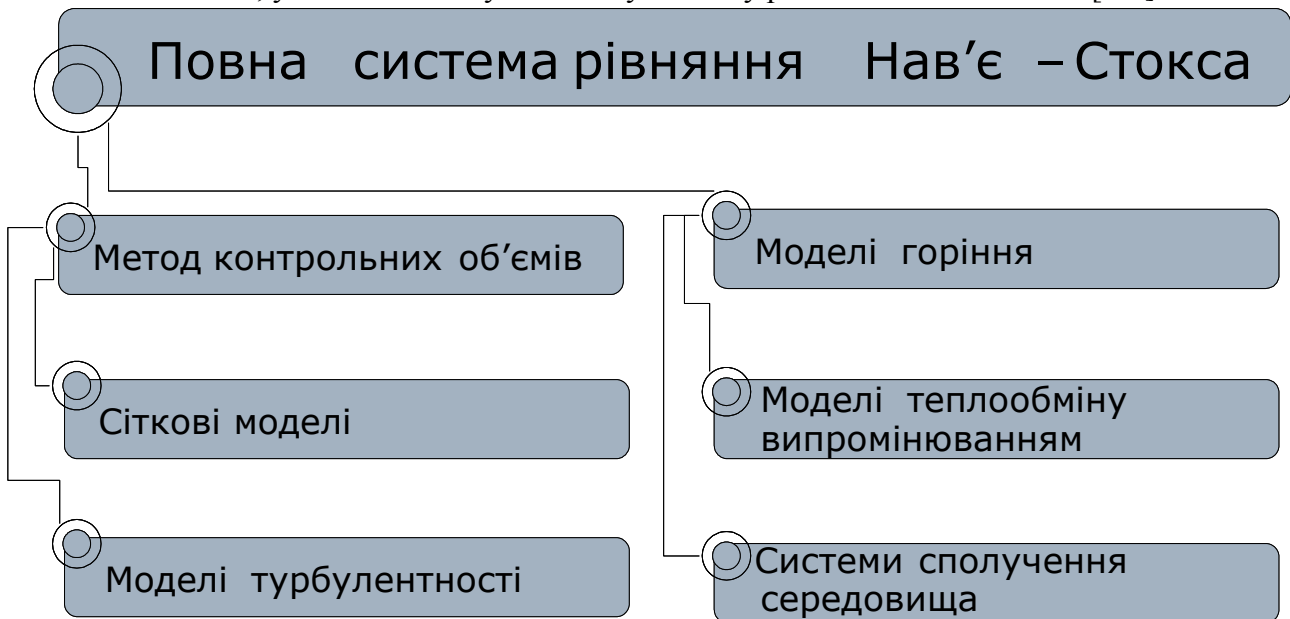 Повна система рівняння Нав’є – Стокса
Метод контрольних об’ємів
Сіткові моделі
Моделі турбулентності
Моделі горіння
Моделі теплообміну
випромінюванням
Системи сполучення
середовища